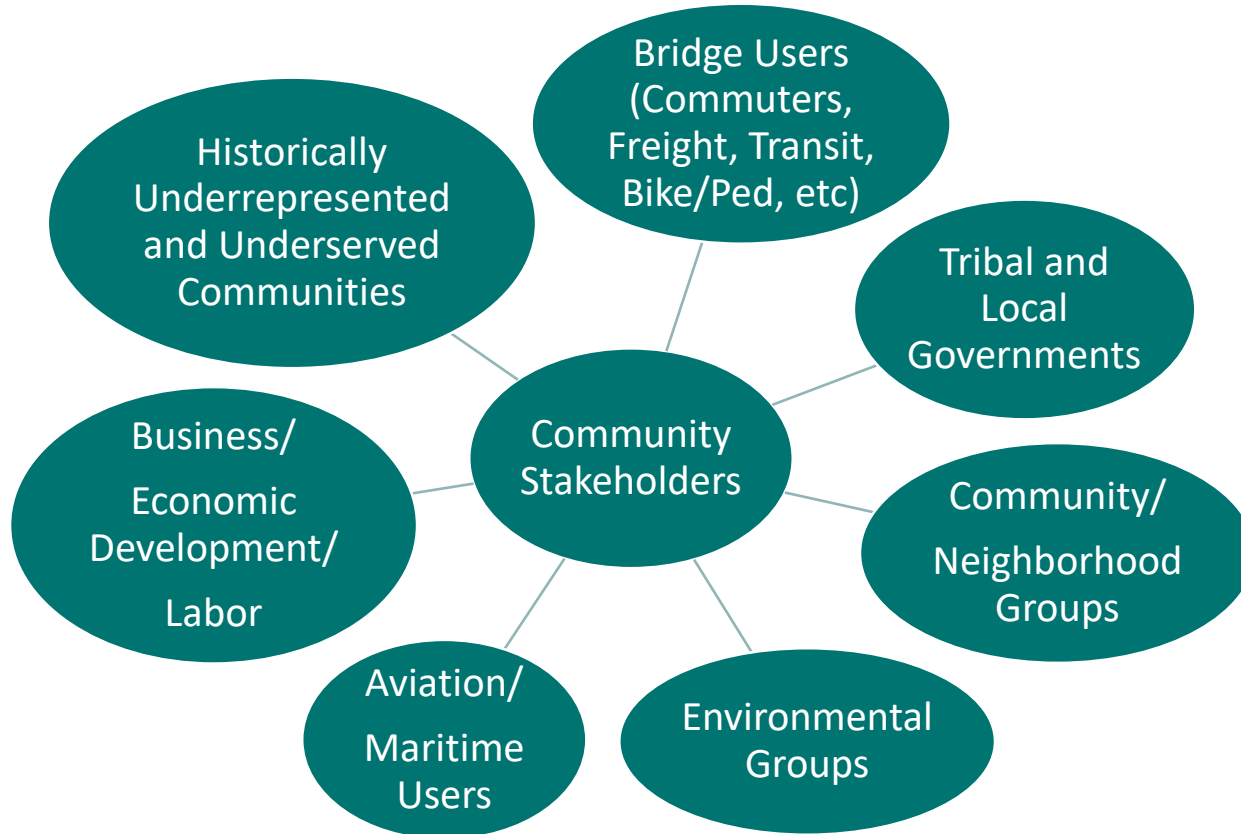 Bridge Users
(Commuters,
Freight, Transit,
Bike/Ped, etc)
Historically
Underrepresented
and Underserved
Communities
Tribal and
Local
Governments
Community
Stakeholders
Business/
Economic
Development/
Labor
Community/
Neighborhood
Groups
Aviation/
Maritime
Users
Environmental
Groups